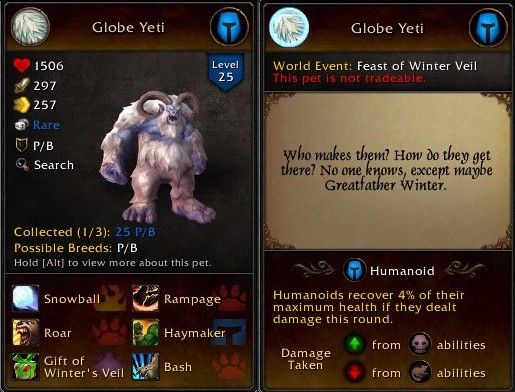 Globe Yeti
1506
297
257
Rare
P/B
Search
Level
25
Collected (1/3): 25 P/B
Possible Breeds: P/B
Hold [Alt] to view more about this pet.
Snowball
Rampage
Roar
Haymaker
Gift of
Winter's Veil
Bash
Globe Yeti
World Event: Feast of Winter Veil
This pet is not tradeable.
Who makes them? How do they get
there? No one knows, except maybe
Greatfather Winter.
Humanoid
Humanoids recover 4% of their
maximum health if they dealt
damage this round.
Damage
Taken
from abilities
from abilities